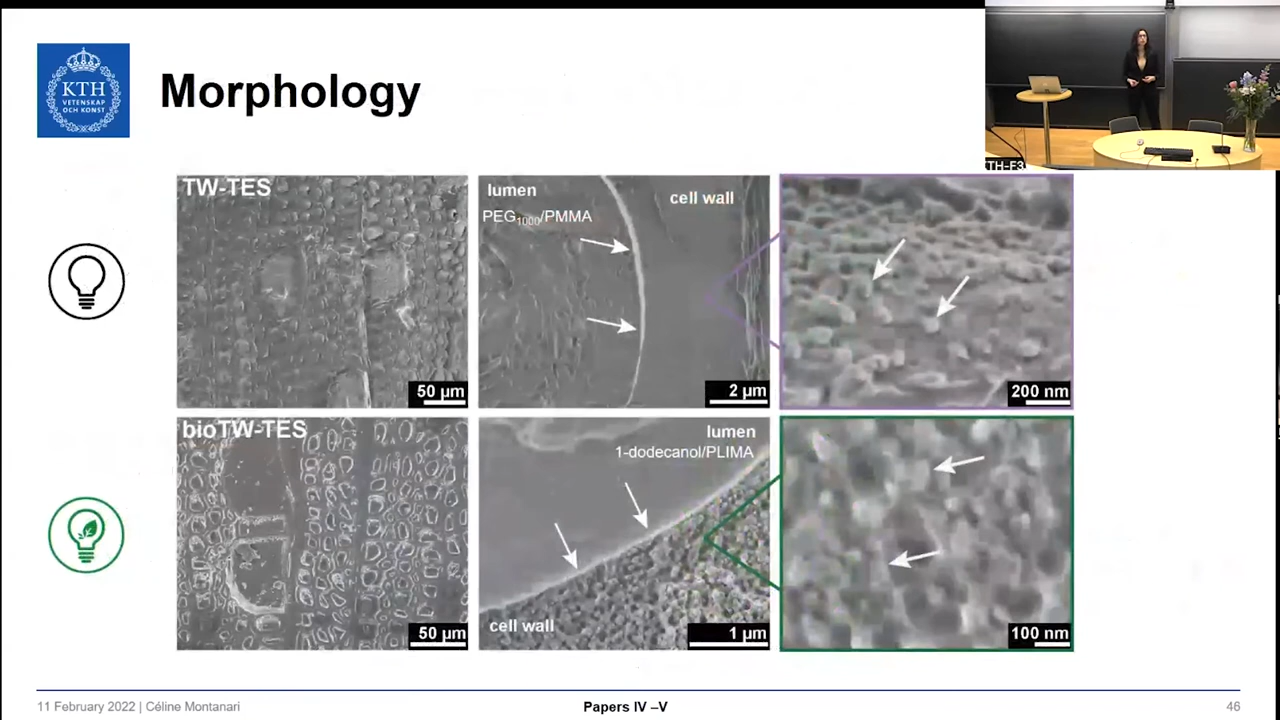 KTH
VETENSKAP
OCH KONST
Morphology
KTH-F3
TW-TES
50 µm
lumen
PEG1000/PMMA
cell wall
2 µm
200 nm
bioTW-TES
50 µm
lumen
1-dodecanol/PLIMA
cell wall
1 µm
100 nm
11 February 2022 | Céline Montanari
Papers IV –V
46